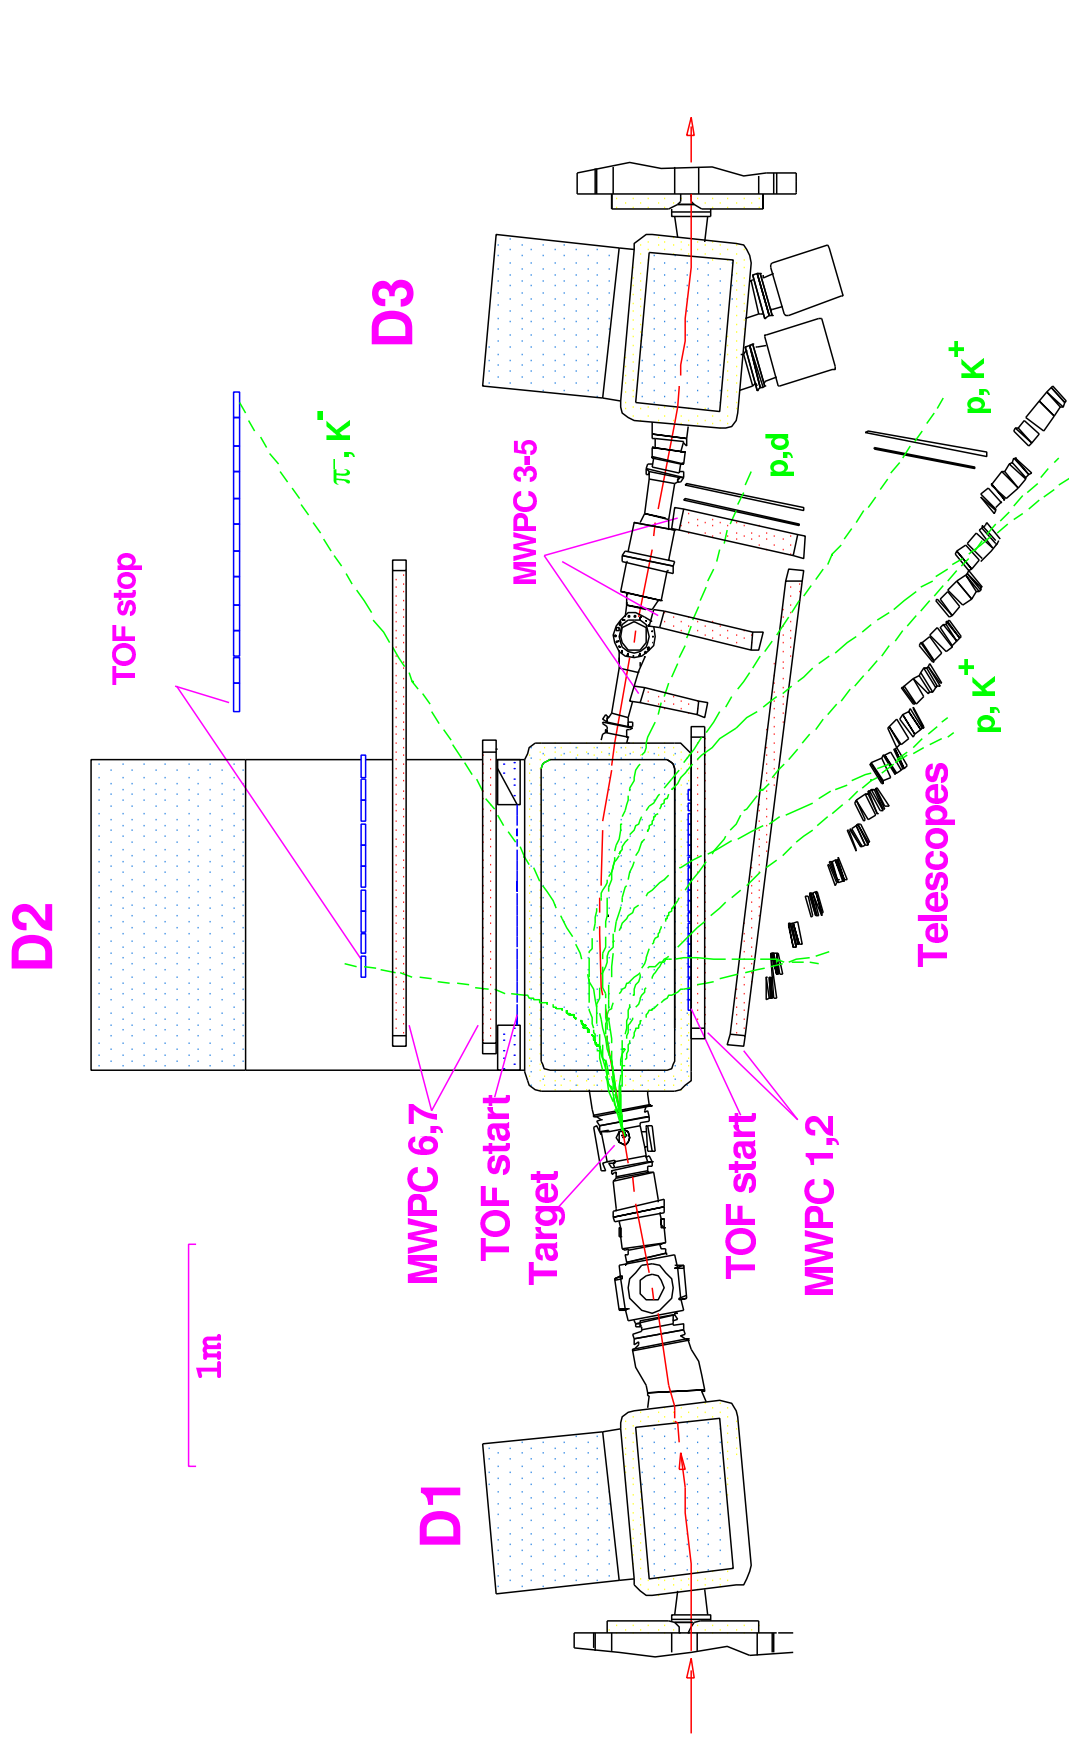 D3
π⁻, K⁻
p, K⁺
MWPC 3-5
p,d
TOF stop
p, K⁺
D2
Telescopes
MWPC 6,7
TOF start
Target
TOF start
MWPC 1,2
1m
D1